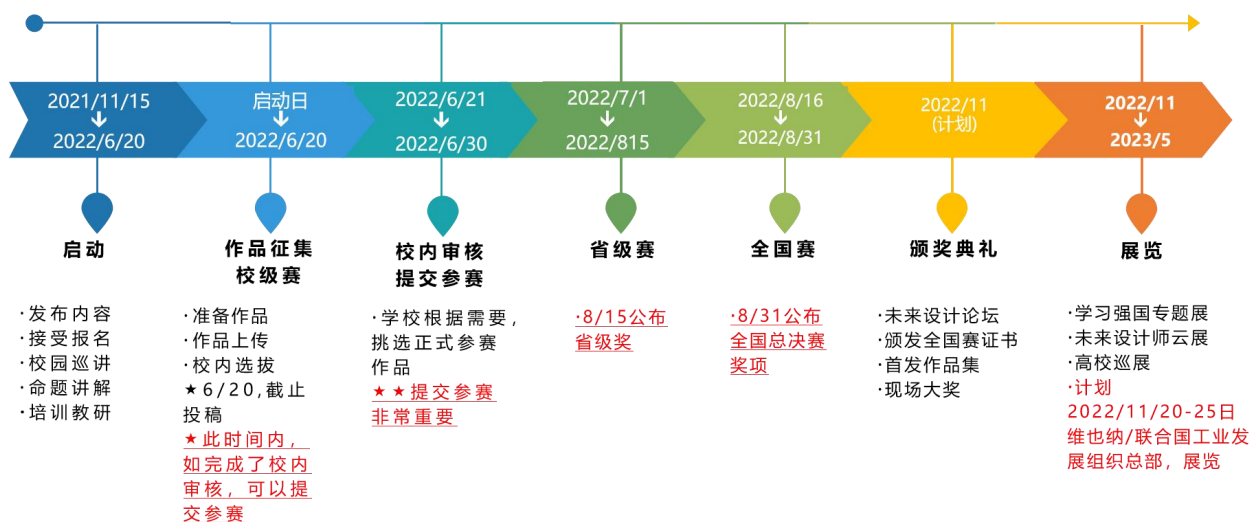 2021/11/15
2022/6/20
启动日
2022/6/20
2022/6/21
2022/6/30
2022/7/1
2022/815
2022/8/16
2022/8/31
2022/11
(计划)
2022/11
2023/5
启动
·发布内容
·接受报名
·校园巡讲
·命题讲解
·培训教研
作品征集
校级赛
·准备作品
·作品上传
·校内选拔
★6/20,截止
投稿
★此时间内，
如完成了校内
审核，可以提
交参赛
校内审核
提交参赛
·学校根据需要，
挑选正式参赛
作品
★★提交参赛
非常重要
省级赛
·8/15公布
省级奖
全国赛
·8/31公布
全国总决赛
奖项
颁奖典礼
·未来设计论坛
·颁发全国赛证书
·首发作品集
·现场大奖
展览
·学习强国专题展
·未来设计师云展
·高校巡展
·计划
2022/11/20-25日
维也纳/联合国工业发
展组织总部，展览